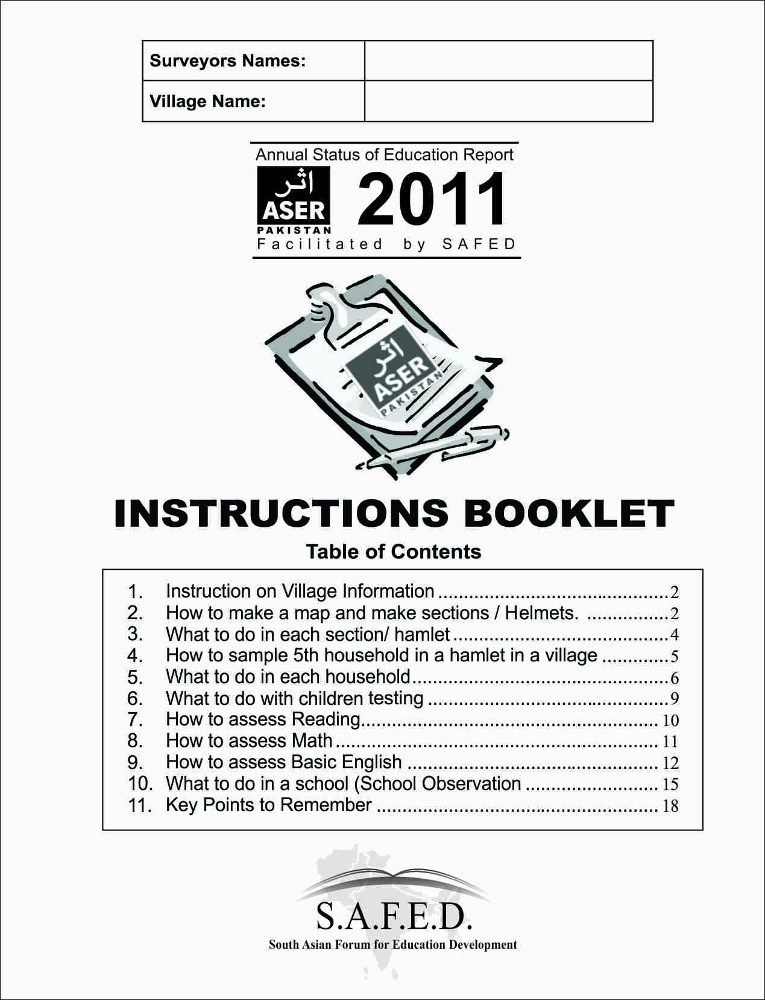 Surveyors Names:
Village Name:
Annual Status of Education Report
اثر
ASER
PAKISTAN
2011
Facilitated by SAFED
اثر
ASER
PAKISTAN
INSTRUCTIONS BOOKLET
Table of Contents
1. Instruction on Village Information ............................................. 2
2. How to make a map and make sections / Helmets. ................ 2
3. What to do in each section/ hamlet .......................................... 4
4. How to sample 5th household in a hamlet in a village ............. 5
5. What to do in each household .................................................. 6
6. What to do with children testing ............................................... 9
7. How to assess Reading .......................................................... 10
8. How to assess Math ............................................................... 11
9. How to assess Basic English ................................................. 12
10. What to do in a school (School Observation .......................... 15
11. Key Points to Remember ....................................................... 18
S.A.F.E.D.
South Asian Forum for Education Development